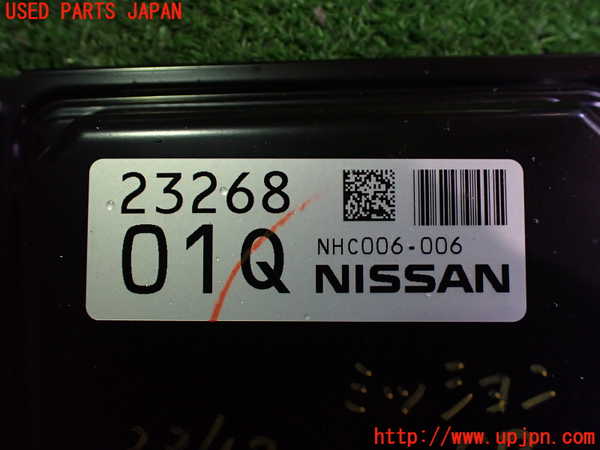 USED PARTS JAPAN
23268
01Q
NHC006-006
NISSAN
ミッション
http://www.upjpn.com/